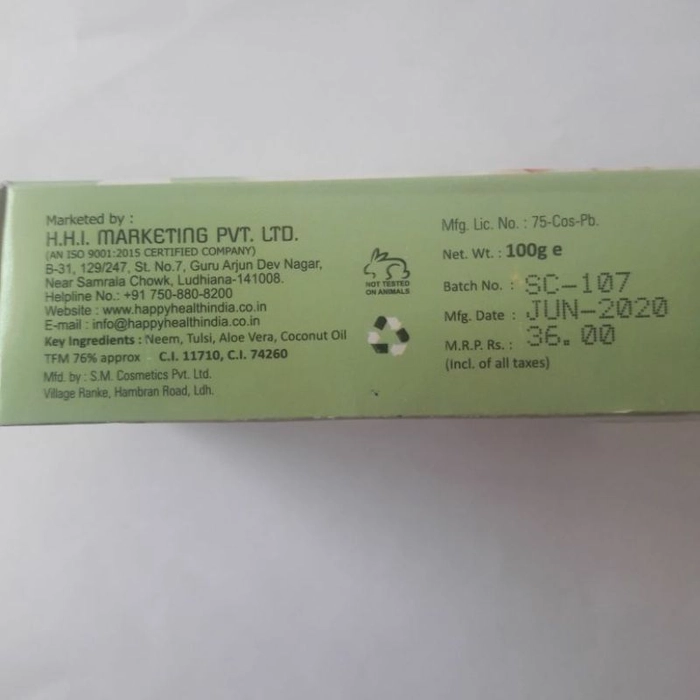 Marketed by :
H.H.I. MARKETING PVT. LTD.
(AN ISO 9001:2015 CERTIFIED COMPANY)
B-31, 129/247, St. No.7, Guru Arjun Dev Nagar,
Near Samrala Chowk, Ludhiana-141008.
Helpline No.: +91 750-880-8200
Website : www.happyhealthindia.co.in
E-mail : info@happyhealthindia.co.in
Key Ingredients : Neem, Tulsi, Aloe Vera, Coconut Oil
TFM 76% approx C.I. 11710, C.I. 74260
Mfd. by : S.M. Cosmetics Pvt. Ltd.
Village Ranke, Hambran Road, Ldh.
NOT TESTED
ON ANIMALS
Mfg. Lic. No. : 75-Cos-Pb.
Net. Wt. : 100g e
Batch No. : SC-107
Mfg. Date : JUN-2020
M.R.P. Rs. : 36.00
(Incl. of all taxes)